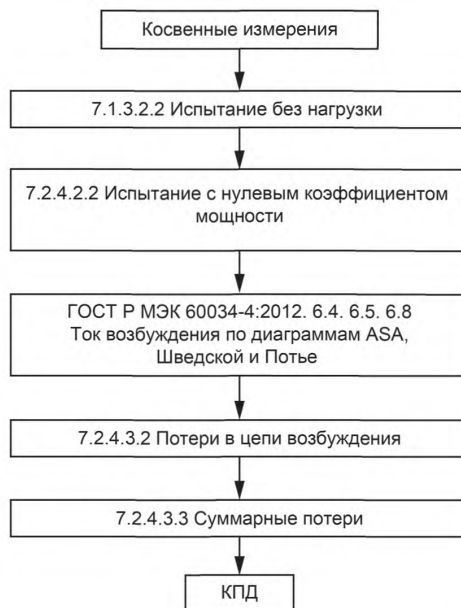 Косвенные измерения
7.1.3.2.2 Испытание без нагрузки
7.2.4.2.2 Испытание с нулевым коэффициентом
мощности
ГОСТ Р МЭК 60034-4:2012. 6.4. 6.5. 6.8
Ток возбуждения по диаграммам ASA,
Шведской и Потье
7.2.4.3.2 Потери в цепи возбуждения
7.2.4.3.3 Суммарные потери
КПД